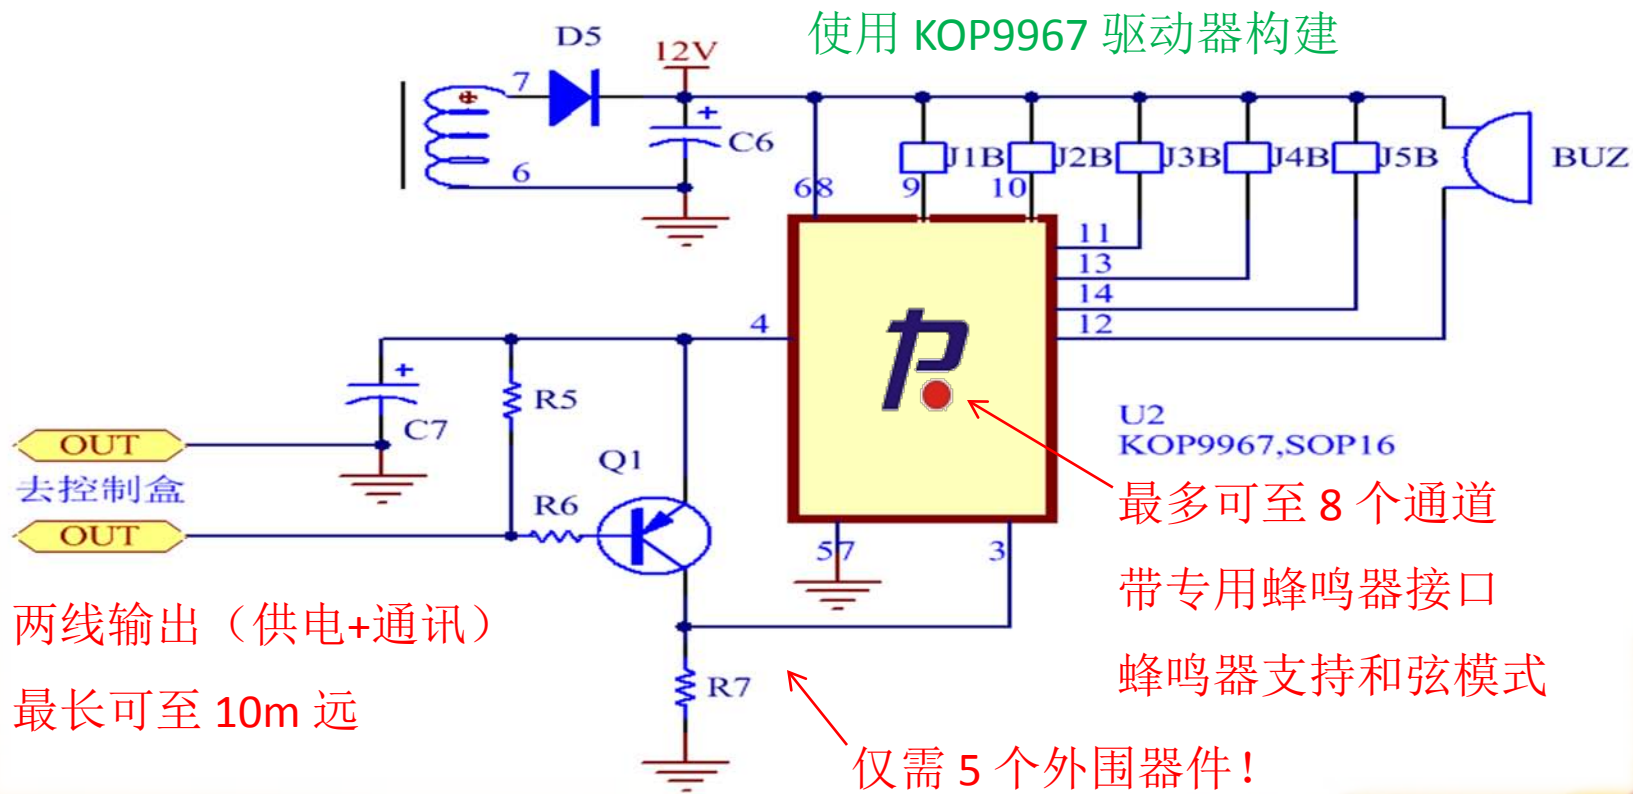 使用 KOP9967 驱动器构建
D5
12V
7
C6
6
68
J1B
J2B
J3B
J4B
J5B
BUZ
9
10
11
13
14
12
4
R5
C7
OUT
去控制盒
OUT
R6
Q1
57
3
R7
U2
KOP9967,SOP16
最多可至 8 个通道
带专用蜂鸣器接口
蜂鸣器支持和弦模式
两线输出（供电+通讯）
最长可至 10m 远
仅需 5 个外围器件！